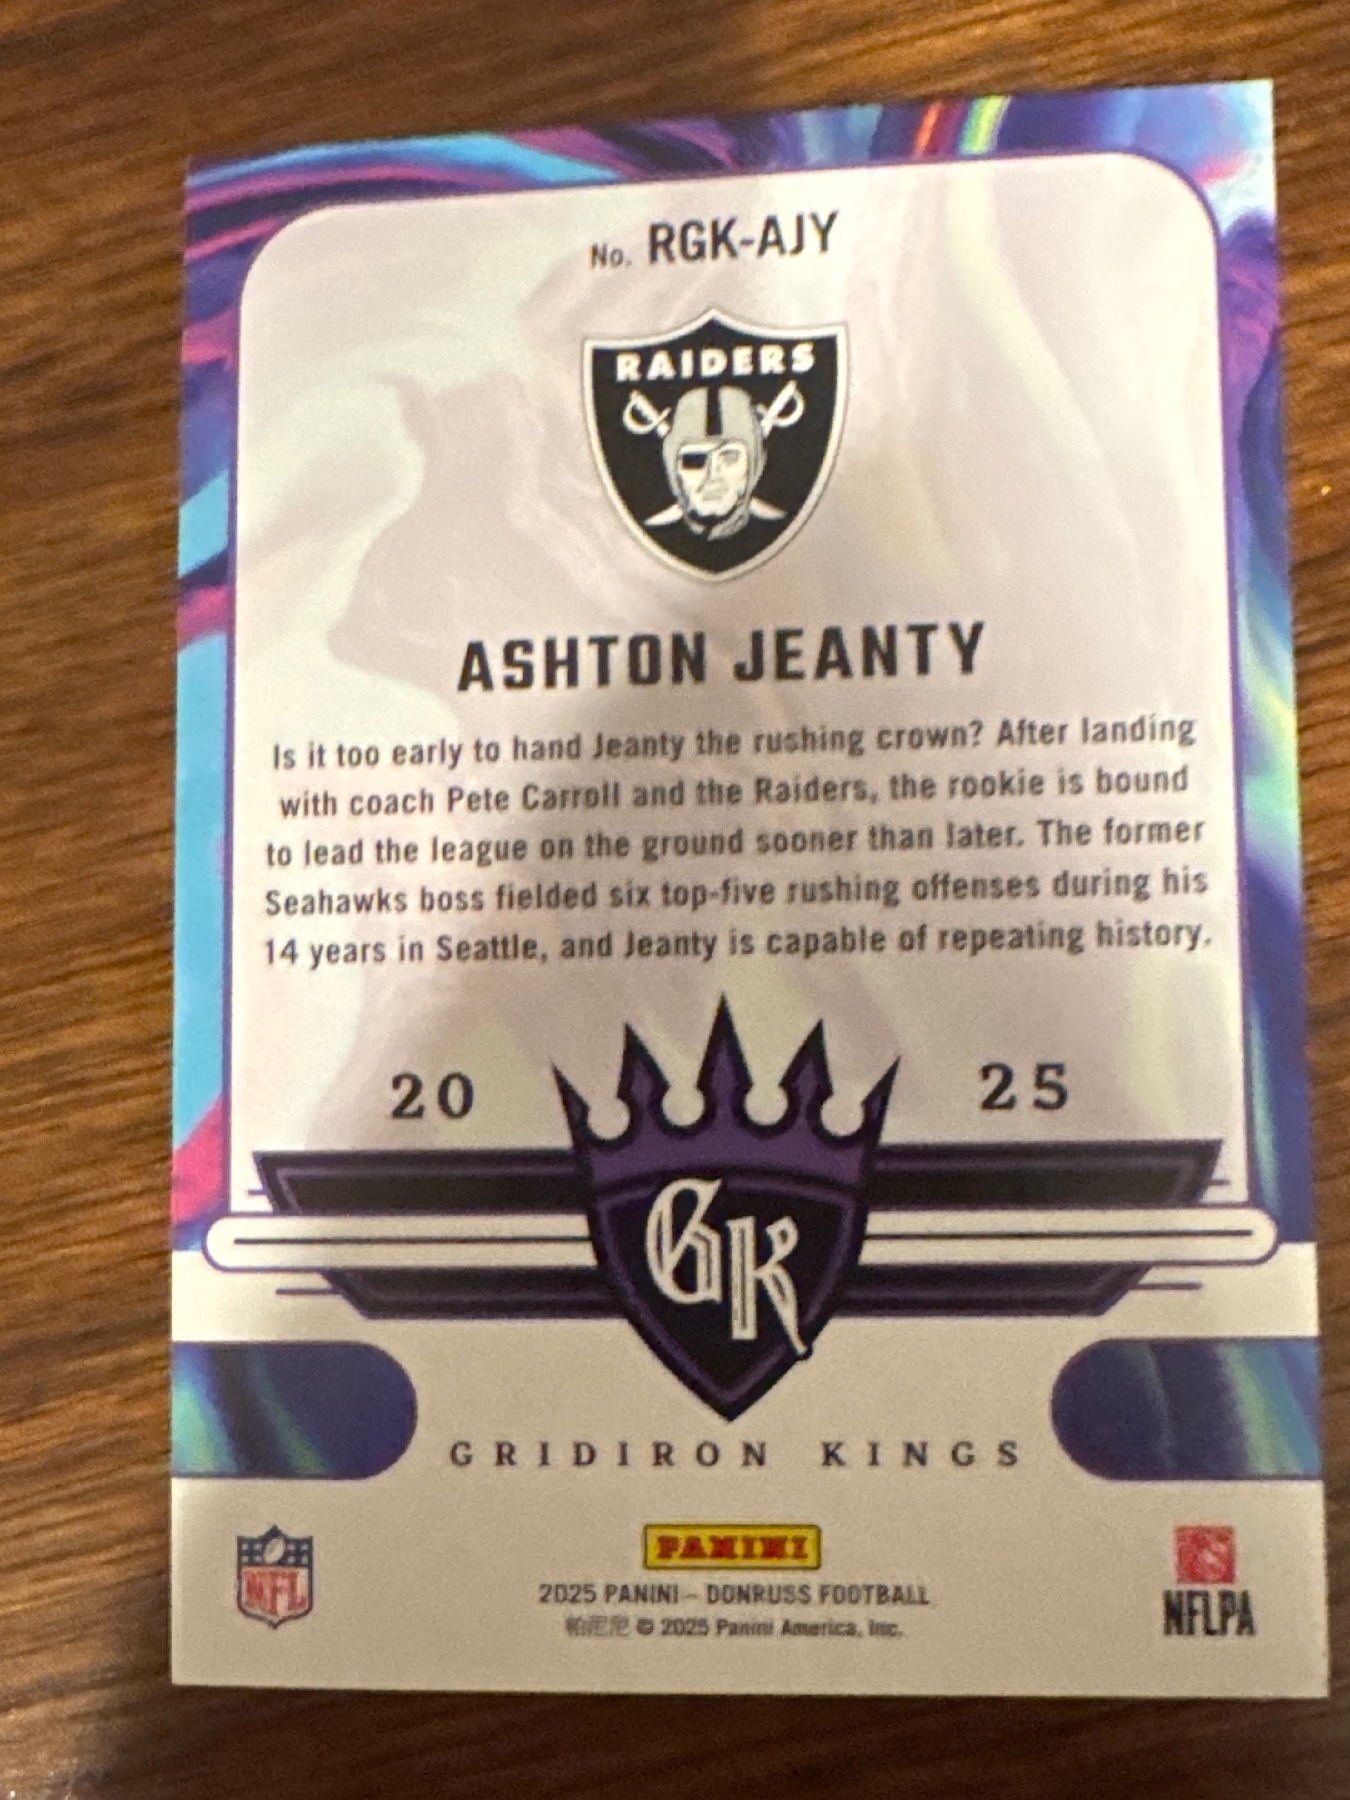 No. RGK-AJY
RAIDERS
ASHTON JEANTY
Is it too early to hand Jeanty the rushing crown? After landing
with coach Pete Carroll and the Raiders, the rookie is bound
to lead the league on the ground sooner than later. The former
Seahawks boss fielded six top-five rushing offenses during his
14 years in Seattle, and Jeanty is capable of repeating history.
20 25
GK
GRIDIRON KINGS
NFL
PANINI
NFLPA
2025 PANINI – DONRUSS FOOTBALL
帕尼尼 © 2025 Panini America, Inc.